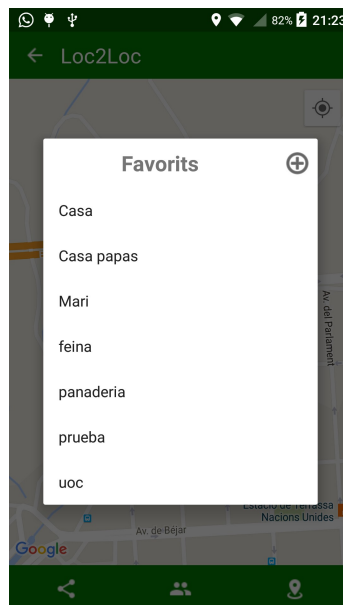 82% 21:23
Loc2Loc
Favorits
Casa
Casa papas
Mari
feina
panaderia
prueba
uoc
Av. del Parlament
Estació de Terrassa
Nacions Unides
Av. de Béjar
Google